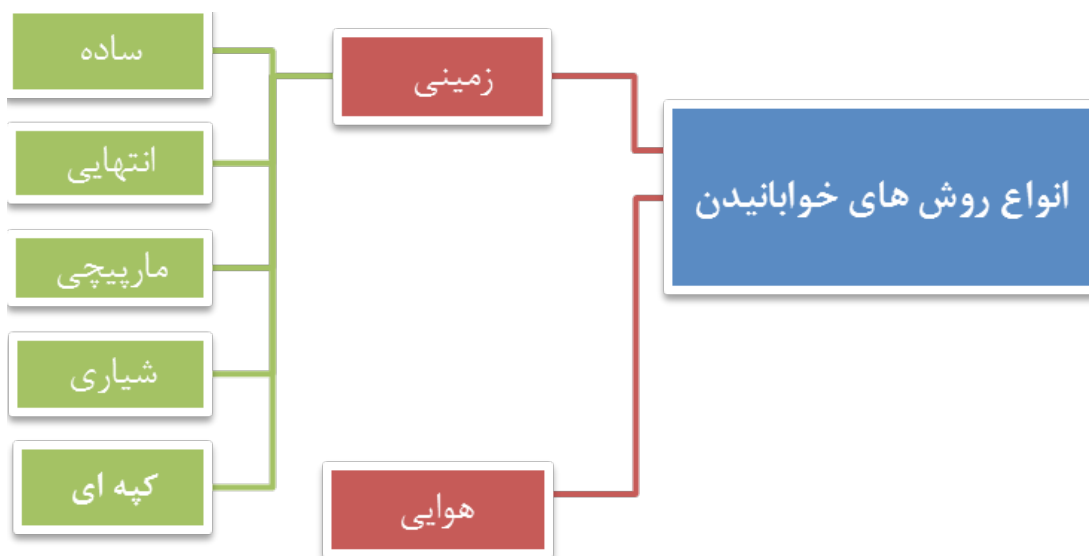 انواع روش های خوابانیدن
زمینی
ساده
انتهایی
مارپیچی
شیاری
کپه ای
هوایی